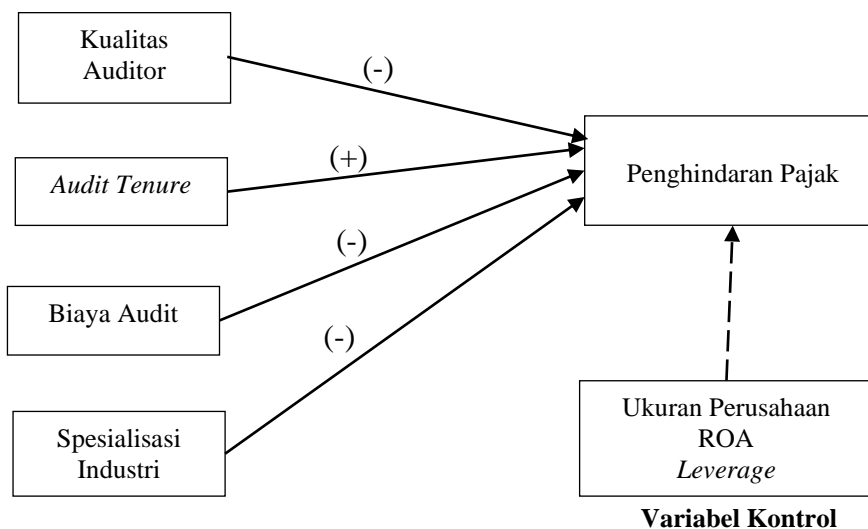 Kualitas
Auditor
(-)
Audit Tenure
(+)
Penghindaran Pajak
(-)
Biaya Audit
(-)
Spesialisasi
Industri
Ukuran Perusahaan
ROA
Leverage
Variabel Kontrol